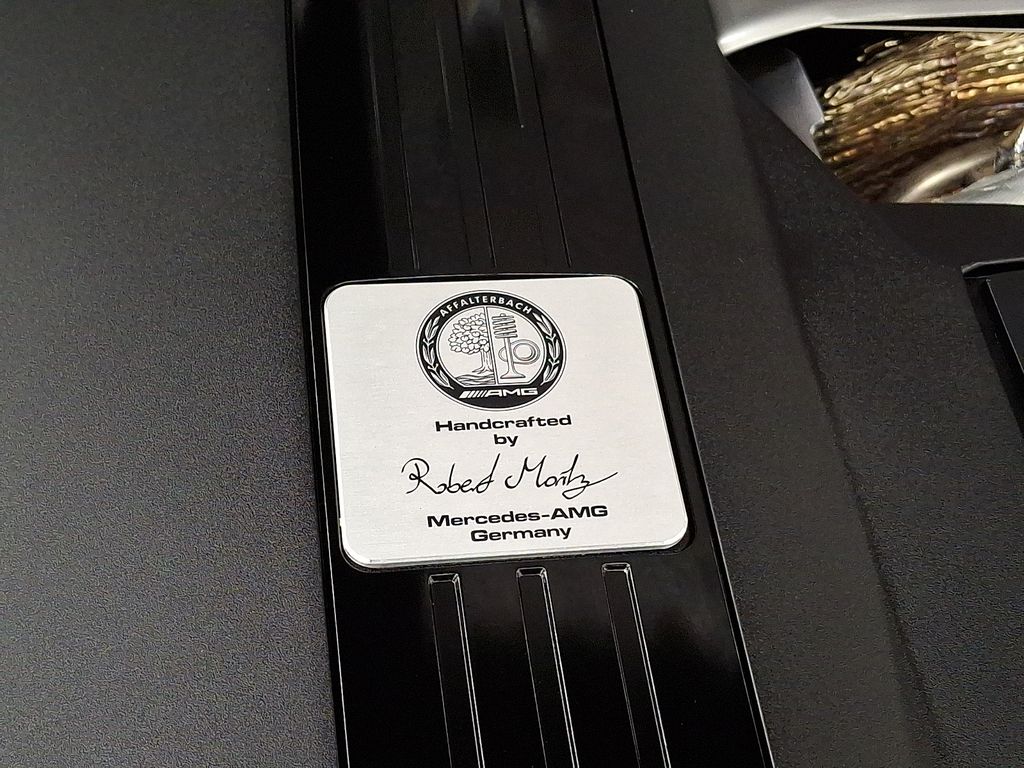 AFFALTERBACH
AMG
Handcrafted
by
Robert Moritz
Mercedes-AMG
Germany